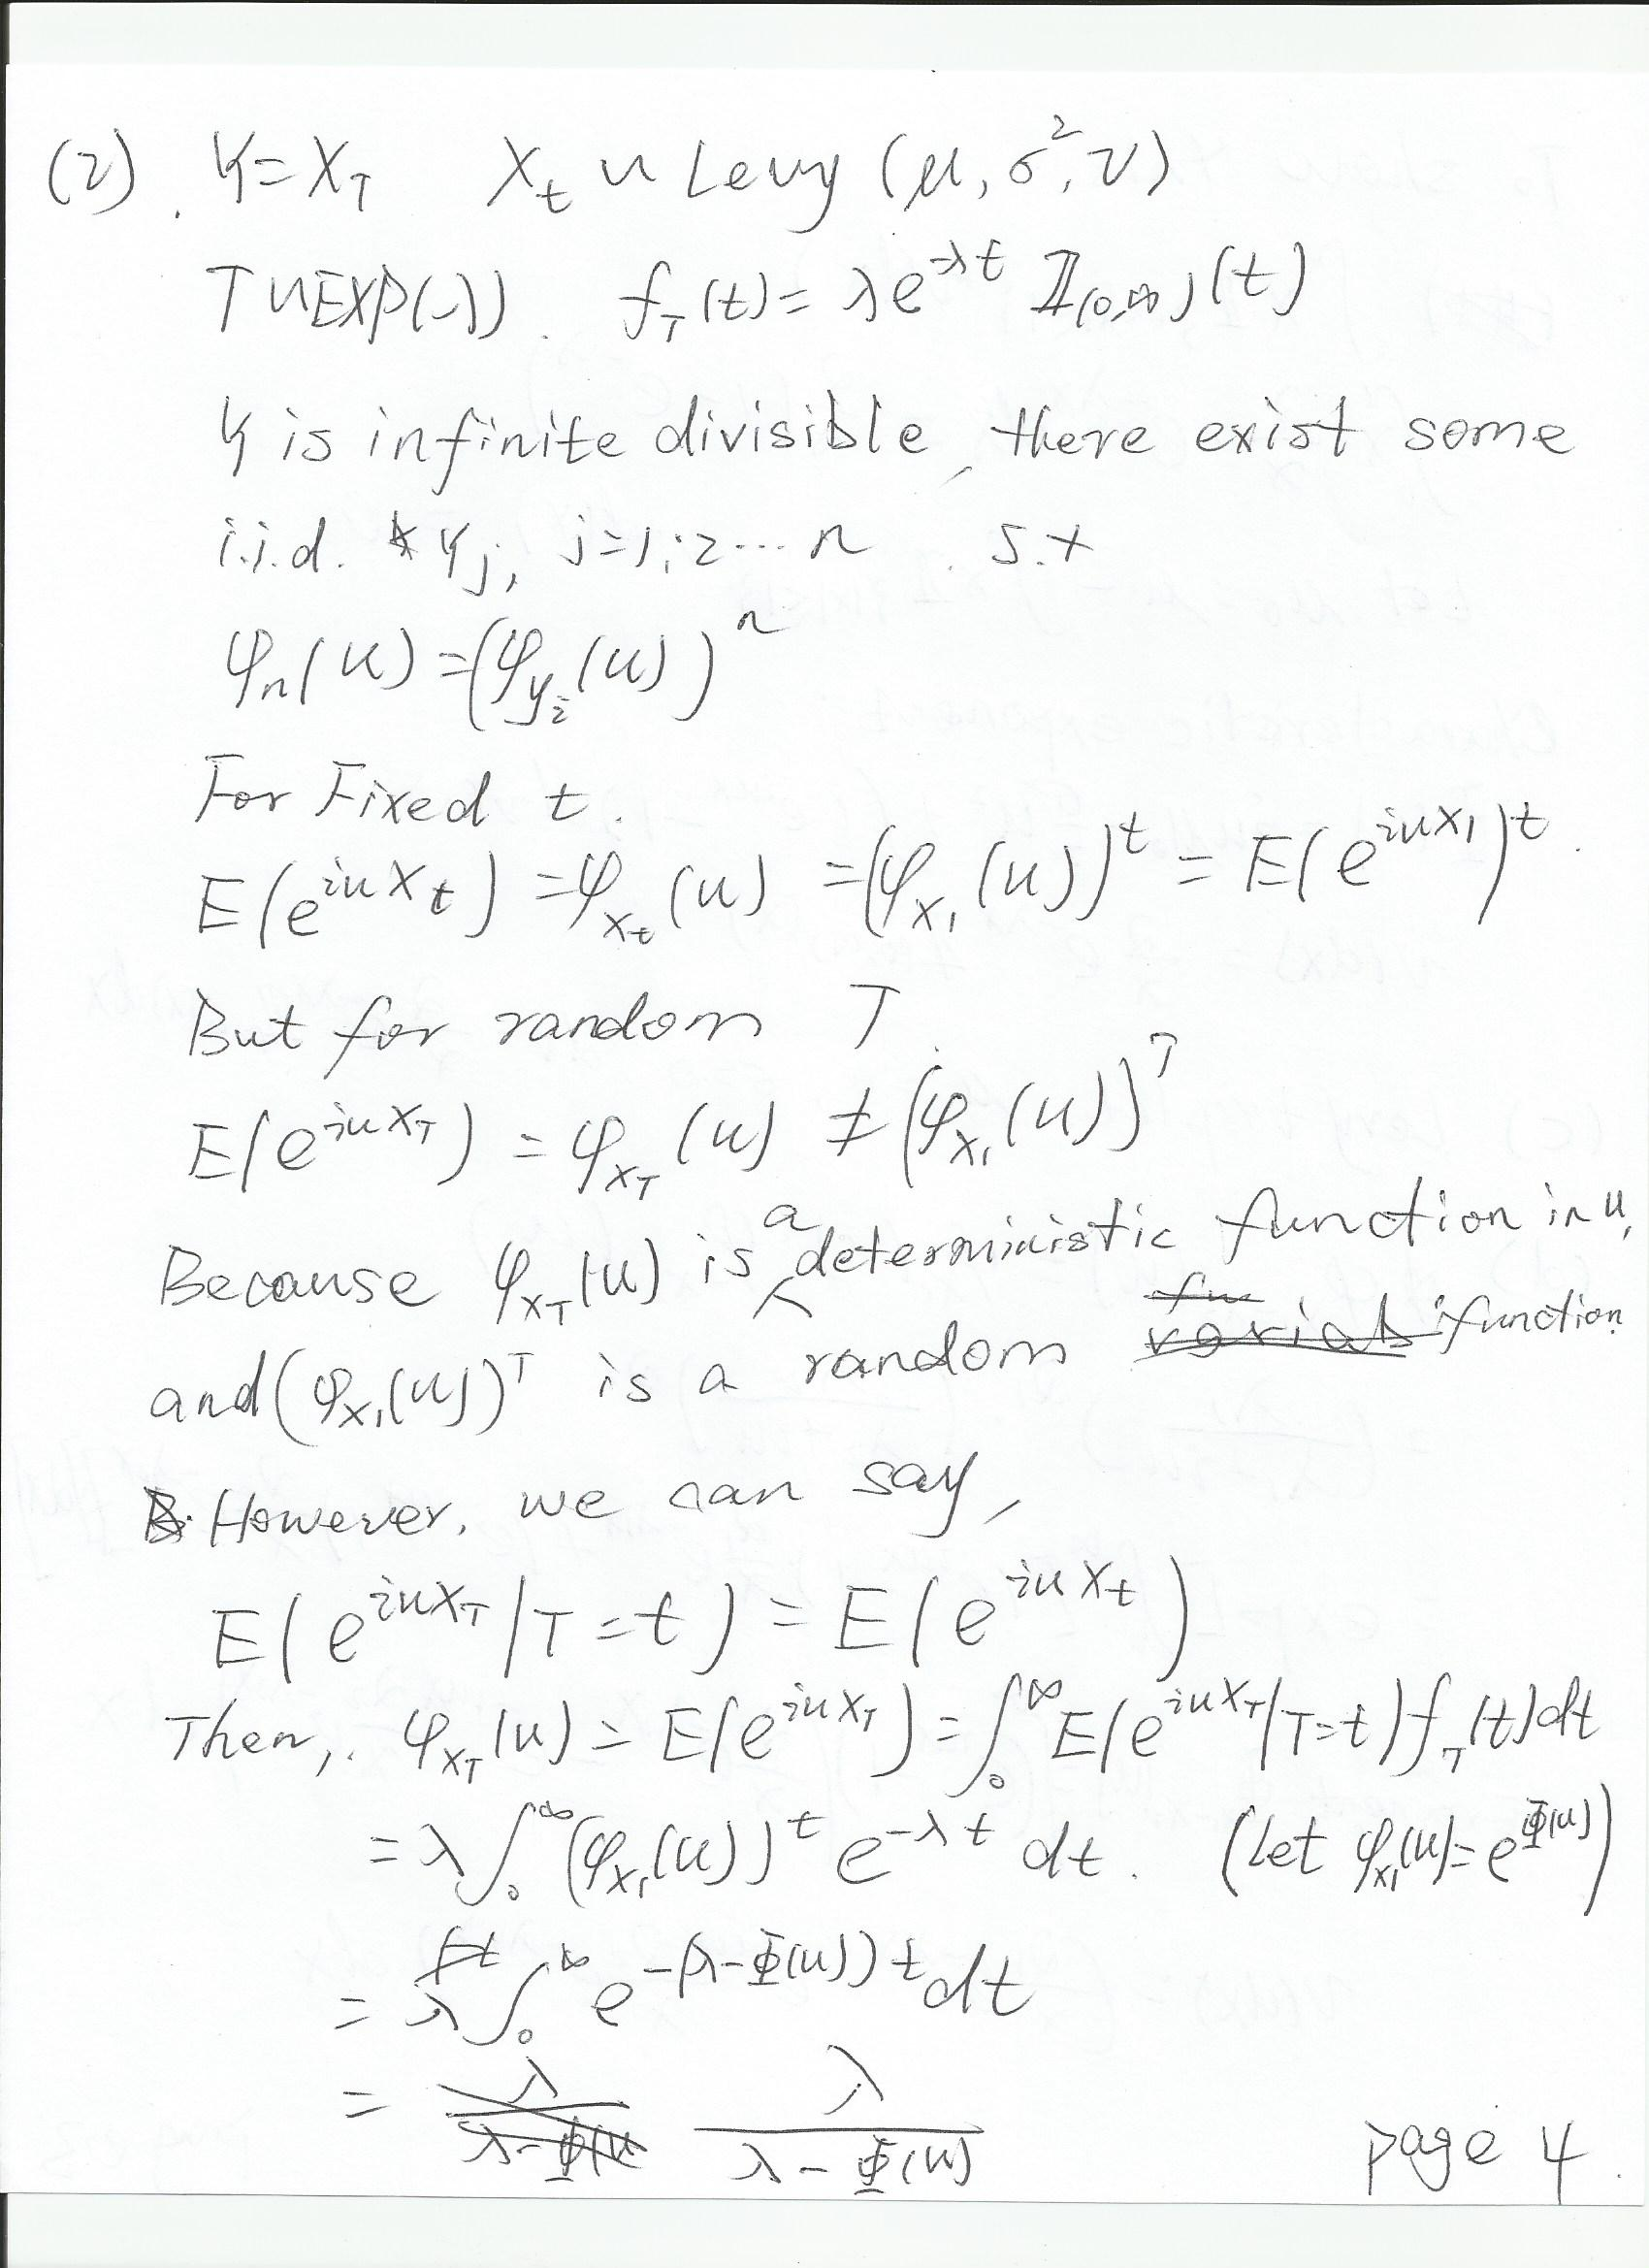 (2). Y=X_T X_t ~ Levy (μ, σ², ν)
T~EXP(λ). f_T(t)= λe^{-λt} 𝟙_{(0,∞)}(t)
Y is infinite divisible, there exist some
i.i.d. Y_j, j=1,2...n. s.t
φ_n(u)=(φ_{y_i}(u))^n
For Fixed t.
E(e^{iuX_t})=φ_{X_t}(u) =(φ_{X_1}(u))^t = E(e^{iuX_1})^t.
But for random T.
E(e^{iuX_T}) = φ_{X_T}(u) ≠ (φ_{X_1}(u))^T
Because φ_{X_T}(u) is a deterministic function in u,
and (φ_{X_1}(u))^T is a random function
However, we can say,
E(e^{iuX_T}|T=t) = E(e^{iuX_t})
Then, φ_{X_T}(u) = E(e^{iuX_T}) = ∫_0^∞ E(e^{iuX_T}|T=t) f_T(t)dt
= λ∫_0^∞ (φ_{X_1}(u))^t e^{-λt} dt. (Let φ_{X_1}(u)=e^{Φ(u)})
= λ∫_0^∞ e^{-(λ-Φ(u))t} dt
= λ/(λ-Φ(u)
λ/(λ-Φ(u))
page 4.